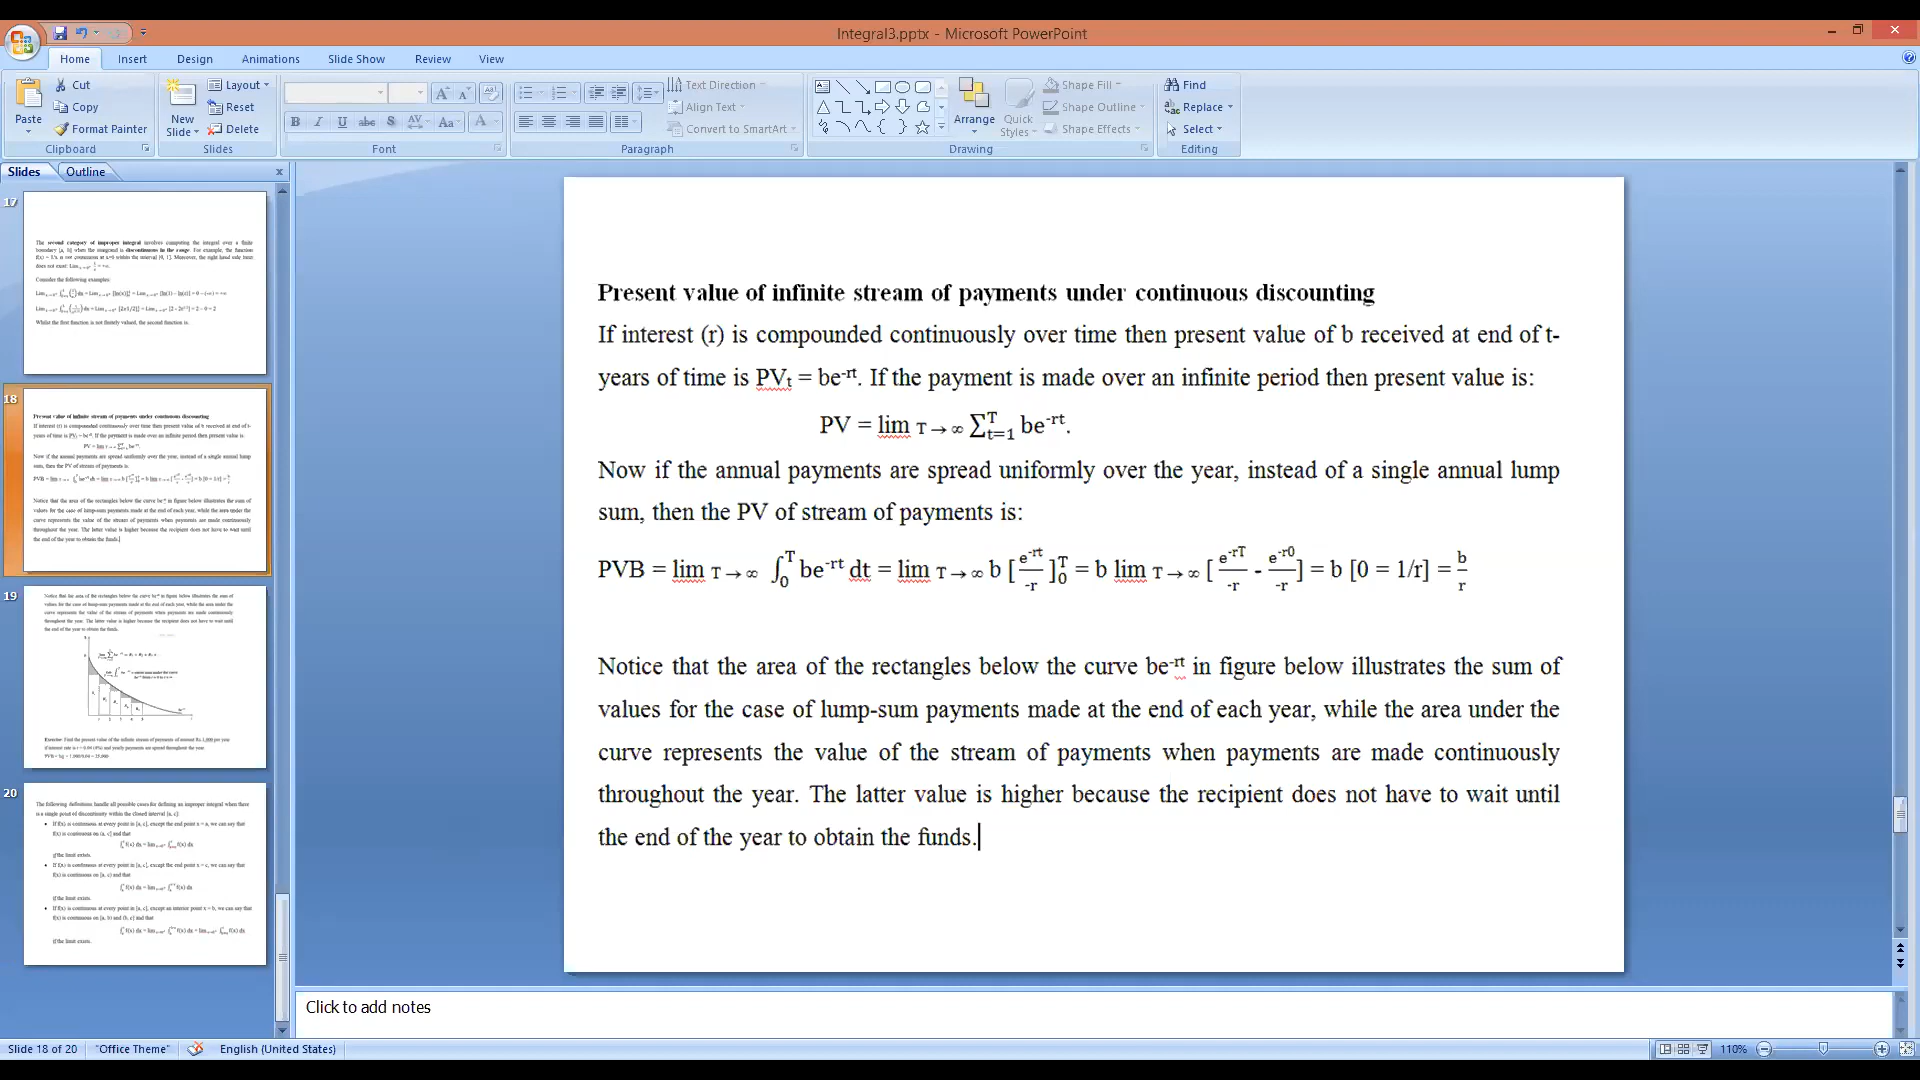 Integral3.pptx - Microsoft PowerPoint
Home Insert Design Animations Slide Show Review View
Cut
Copy
Format Painter
Paste
Clipboard
New Slide
Layout
Reset
Delete
Slides
Font
Text Direction
Align Text
Convert to SmartArt
Paragraph
Arrange
Quick Styles
Shape Fill
Shape Outline
Shape Effects
Drawing
Find
Replace
Select
Editing
Slides Outline
17
18
19
20
Present value of infinite stream of payments under continuous discounting
If interest (r) is compounded continuously over time then present value of b received at end of t-
years of time is PVₜ = be⁻ʳᵗ. If the payment is made over an infinite period then present value is:
PV = lim T→∞ ∑ᵀₜ₌₁ be⁻ʳᵗ.
Now if the annual payments are spread uniformly over the year, instead of a single annual lump
sum, then the PV of stream of payments is:
PVB = lim T→∞ ∫₀ᵀ be⁻ʳᵗ dt = lim T→∞ b [e⁻ʳᵗ/-r]₀ᵀ = b lim T→∞ [e⁻ʳᵀ/-r - e⁻ʳ⁰/-r] = b [0 = 1/r] = b/r
Notice that the area of the rectangles below the curve be⁻ʳᵗ in figure below illustrates the sum of
values for the case of lump-sum payments made at the end of each year, while the area under the
curve represents the value of the stream of payments when payments are made continuously
throughout the year. The latter value is higher because the recipient does not have to wait until
the end of the year to obtain the funds.
Click to add notes
Slide 18 of 20 "Office Theme" English (United States) 110%